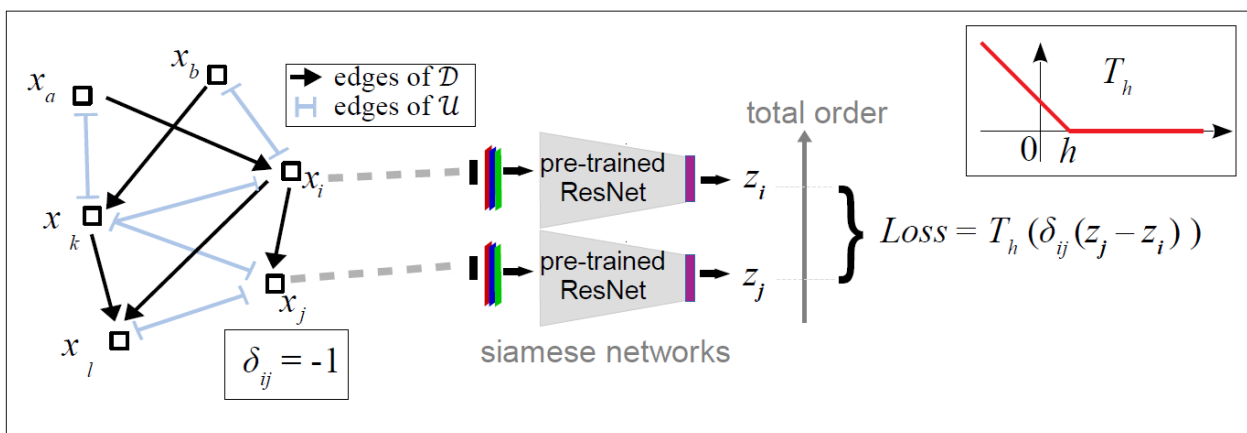 x_a
x_b
edges of 𝒟
edges of 𝒰
x_i
x_k
x_j
x_l
δ_ij = -1
pre-trained
ResNet
z_i
pre-trained
ResNet
z_j
siamese networks
total order
Loss = T_h (δ_ij (z_j – z_i) )
T_h
0 h